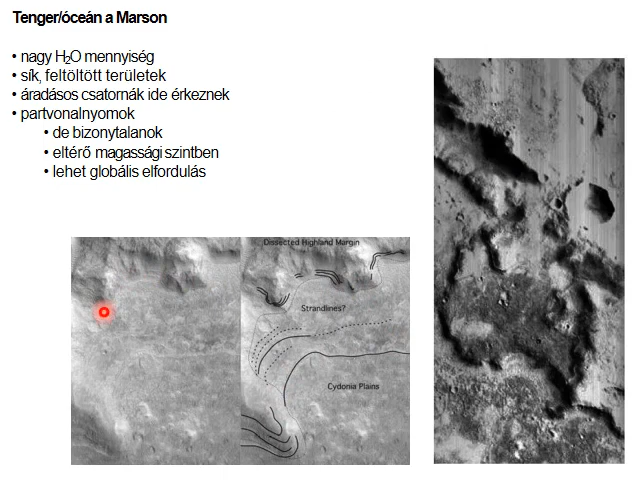 Tenger/óceán a Marson
• nagy H₂O mennyiség
• sík, feltöltött területek
• áradásos csatornák ide érkeznek
• partvonalnyomok
• de bizonytalanok
• eltérő magassági szintben
• lehet globális elfordulás
Dissected Highland Margin
Strandlines?
Cydonia Plains